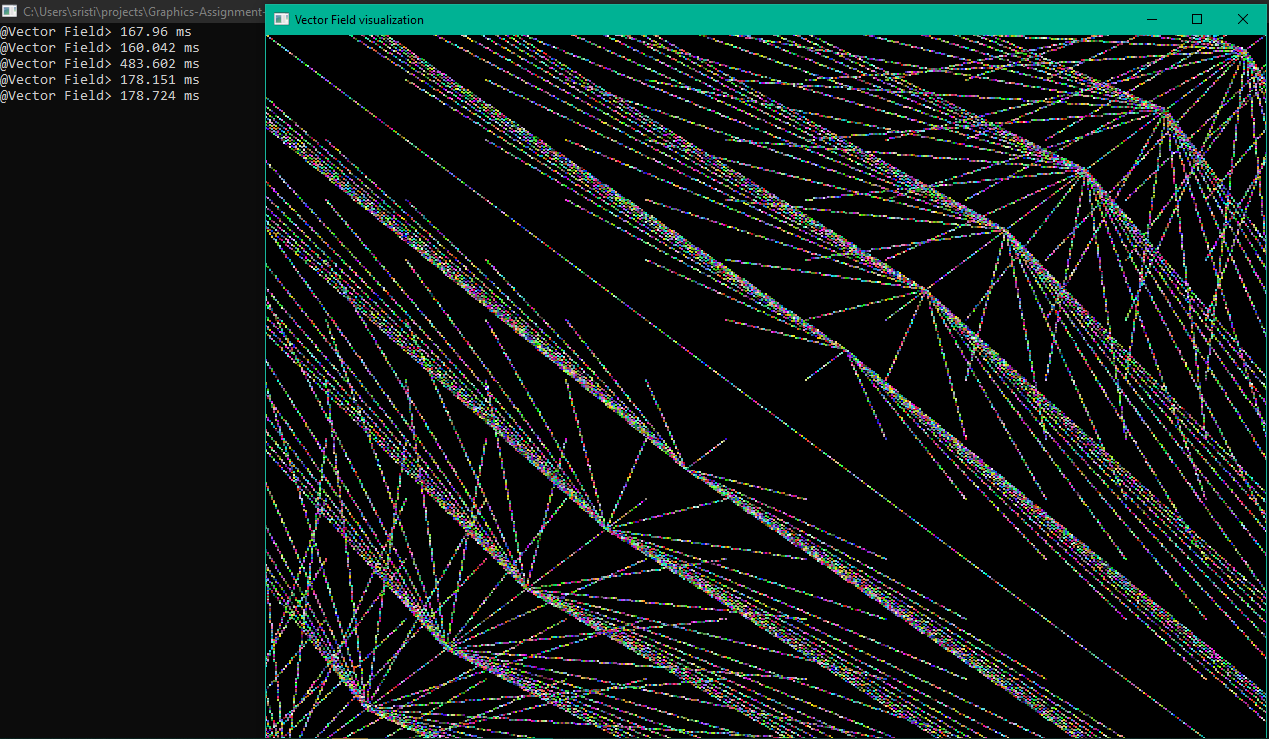 C:\Users\sristi\projects\Graphics-Assignment-
Vector Field visualization
@Vector Field> 167.96 ms
@Vector Field> 160.042 ms
@Vector Field> 483.602 ms
@Vector Field> 178.151 ms
@Vector Field> 178.724 ms